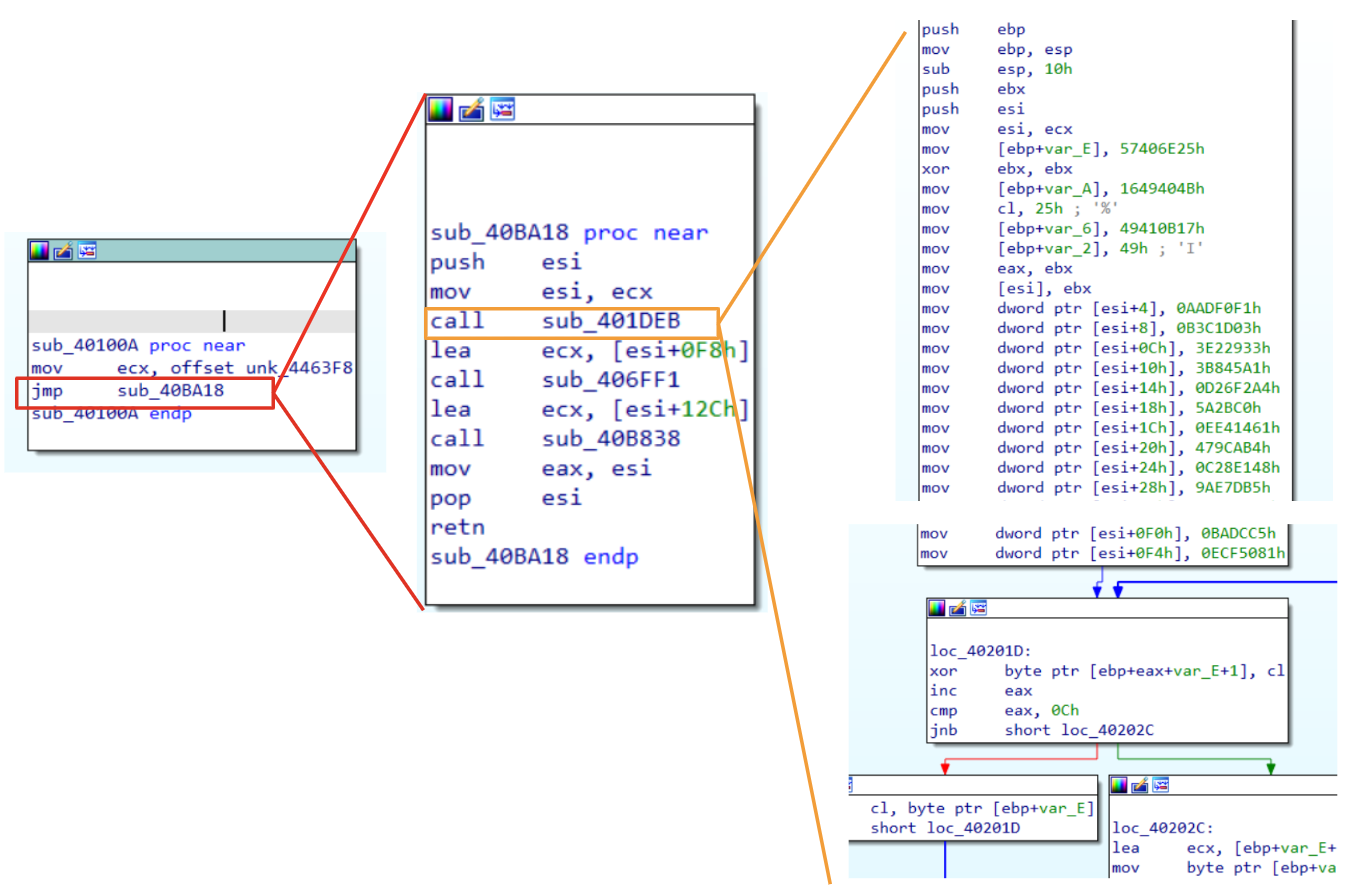 sub_40100A proc near
mov ecx, offset unk_4463F8
jmp sub_40BA18
sub_40100A endp
sub_40BA18 proc near
push esi
mov esi, ecx
call sub_401DEB
lea ecx, [esi+0F8h]
call sub_406FF1
lea ecx, [esi+12Ch]
call sub_40B838
mov eax, esi
pop esi
retn
sub_40BA18 endp
push ebp
mov ebp, esp
sub esp, 10h
push ebx
push esi
mov esi, ecx
mov [ebp+var_E], 57406E25h
xor ebx, ebx
mov [ebp+var_A], 1649404Bh
mov cl, 25h ; '%'
mov [ebp+var_6], 49410B17h
mov [ebp+var_2], 49h ; 'I'
mov eax, ebx
mov [esi], ebx
mov dword ptr [esi+4], 0AADF0F1h
mov dword ptr [esi+8], 0B3C1D03h
mov dword ptr [esi+0Ch], 3E22933h
mov dword ptr [esi+10h], 3B845A1h
mov dword ptr [esi+14h], 0D26F2A4h
mov dword ptr [esi+18h], 5A2BC0h
mov dword ptr [esi+1Ch], 0EE41461h
mov dword ptr [esi+20h], 479CAB4h
mov dword ptr [esi+24h], 0C28E148h
mov dword ptr [esi+28h], 9AE7DB5h
mov dword ptr [esi+0F0h], 0BADCC5h
mov dword ptr [esi+0F4h], 0ECF5081h
loc_40201D:
xor byte ptr [ebp+eax+var_E+1], cl
inc eax
cmp eax, 0Ch
jnb short loc_40202C
cl, byte ptr [ebp+var_E]
short loc_40201D
loc_40202C:
lea ecx, [ebp+var_E+
mov byte ptr [ebp+va